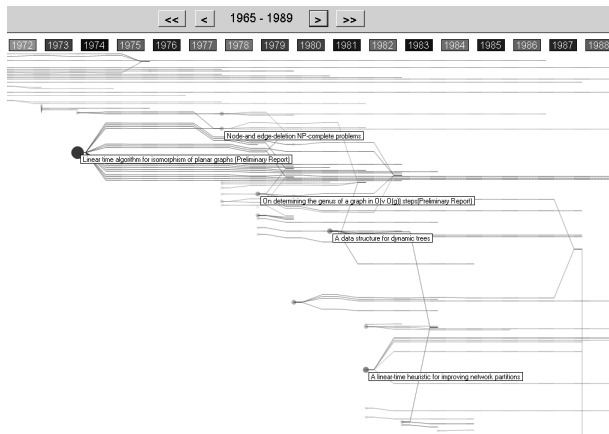 << < 1965 - 1989 > >>
1972 1973 1974 1975 1976 1977 1978 1979 1980 1981 1982 1983 1984 1985 1986 1987 1988
Node-and edge-deletion NP-complete problems
Linear time algorithm for isomorphism of planar graphs (Preliminary Report)
On determining the genus of a graph in O(v O(g)) steps(Preliminary Report)
A data structure for dynamic trees
A linear-time heuristic for improving network partitions